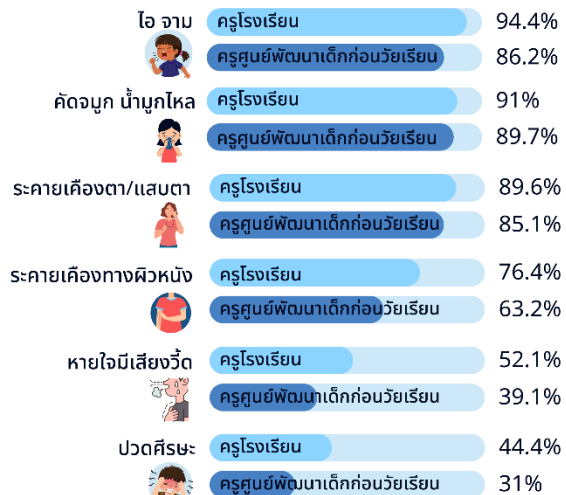 ไอ จาม
ครูโรงเรียน 94.4%
ครูศูนย์พัฒนาเด็กก่อนวัยเรียน 86.2%
คัดจมูก น้ำมูกไหล
ครูโรงเรียน 91%
ครูศูนย์พัฒนาเด็กก่อนวัยเรียน 89.7%
ระคายเคืองตา/แสบตา
ครูโรงเรียน 89.6%
ครูศูนย์พัฒนาเด็กก่อนวัยเรียน 85.1%
ระคายเคืองทางผิวหนัง
ครูโรงเรียน 76.4%
ครูศูนย์พัฒนาเด็กก่อนวัยเรียน 63.2%
หายใจมีเสียงวี้ด
ครูโรงเรียน 52.1%
ครูศูนย์พัฒนาเด็กก่อนวัยเรียน 39.1%
ปวดศีรษะ
ครูโรงเรียน 44.4%
ครูศูนย์พัฒนาเด็กก่อนวัยเรียน 31%